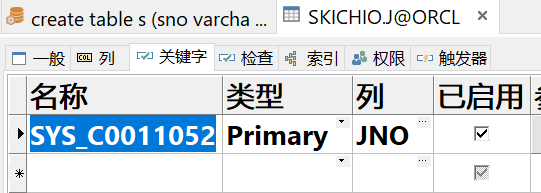 create table s (sno varcha ... SKICHIO.J@ORCL
一般 COL 列 关键字 检查 索引 权限 触发器
名称 类型 列 已启用
SYS_C0011052 Primary JNO ...
* ...